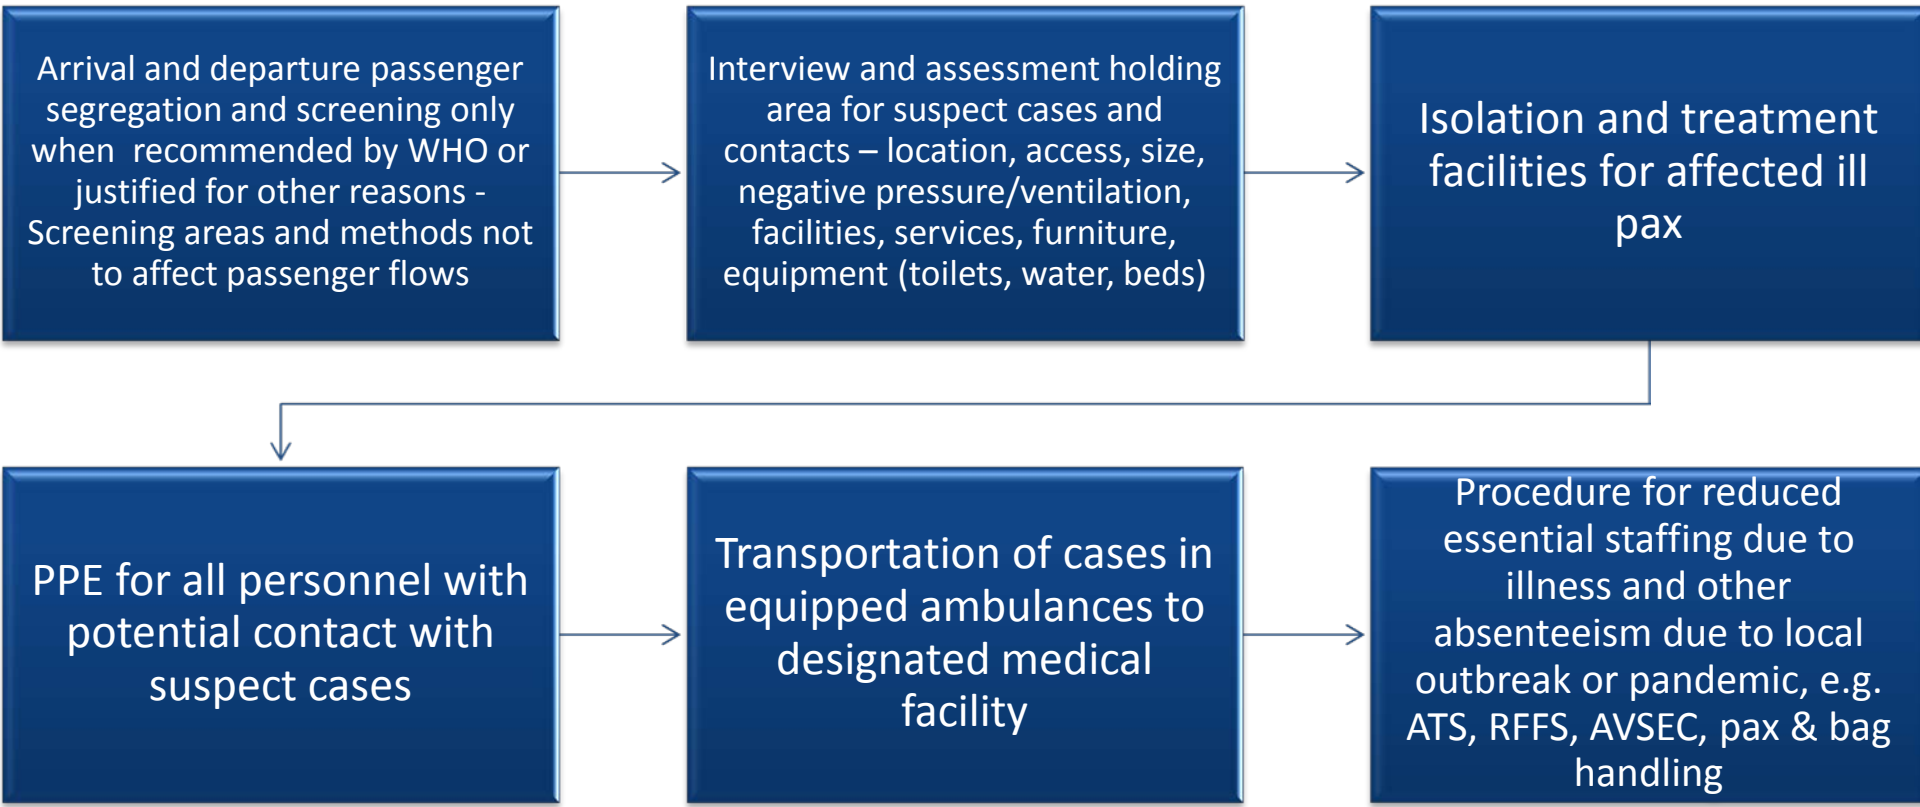 Arrival and departure passenger
segregation and screening only
when recommended by WHO or
justified for other reasons -
Screening areas and methods not
to affect passenger flows
Interview and assessment holding
area for suspect cases and
contacts – location, access, size,
negative pressure/ventilation,
facilities, services, furniture,
equipment (toilets, water, beds)
Isolation and treatment
facilities for affected ill
pax
PPE for all personnel with
potential contact with
suspect cases
Transportation of cases in
equipped ambulances to
designated medical
facility
Procedure for reduced
essential staffing due to
illness and other
absenteeism due to local
outbreak or pandemic, e.g.
ATS, RFFS, AVSEC, pax & bag
handling